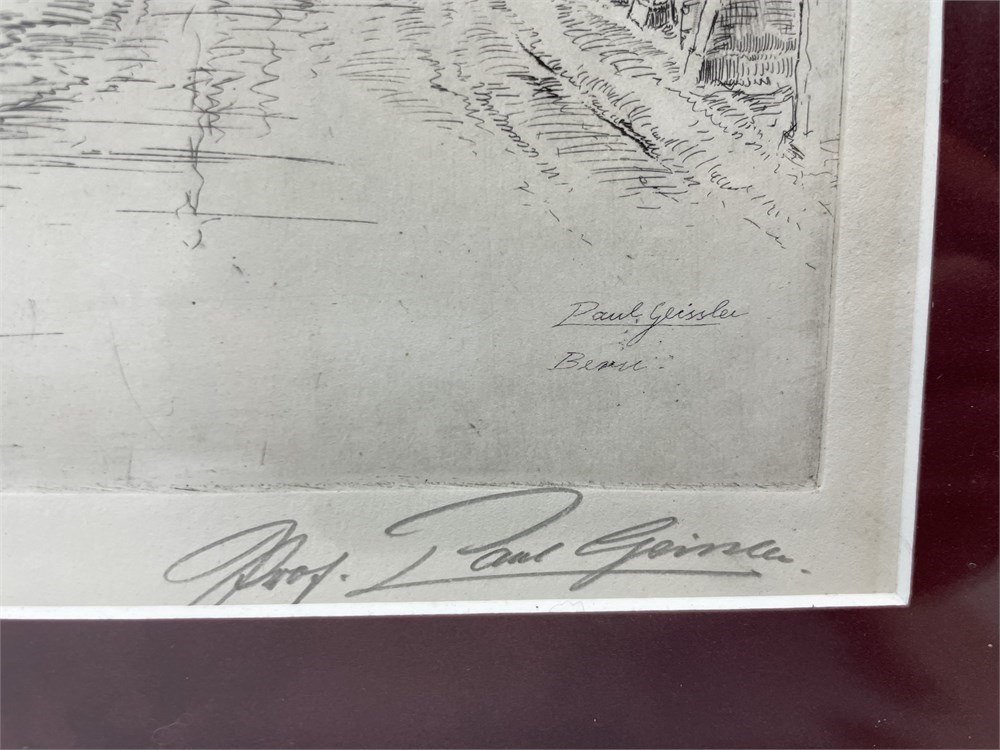 Paul Geissler
Bern.
Prof. Paul Geissler.